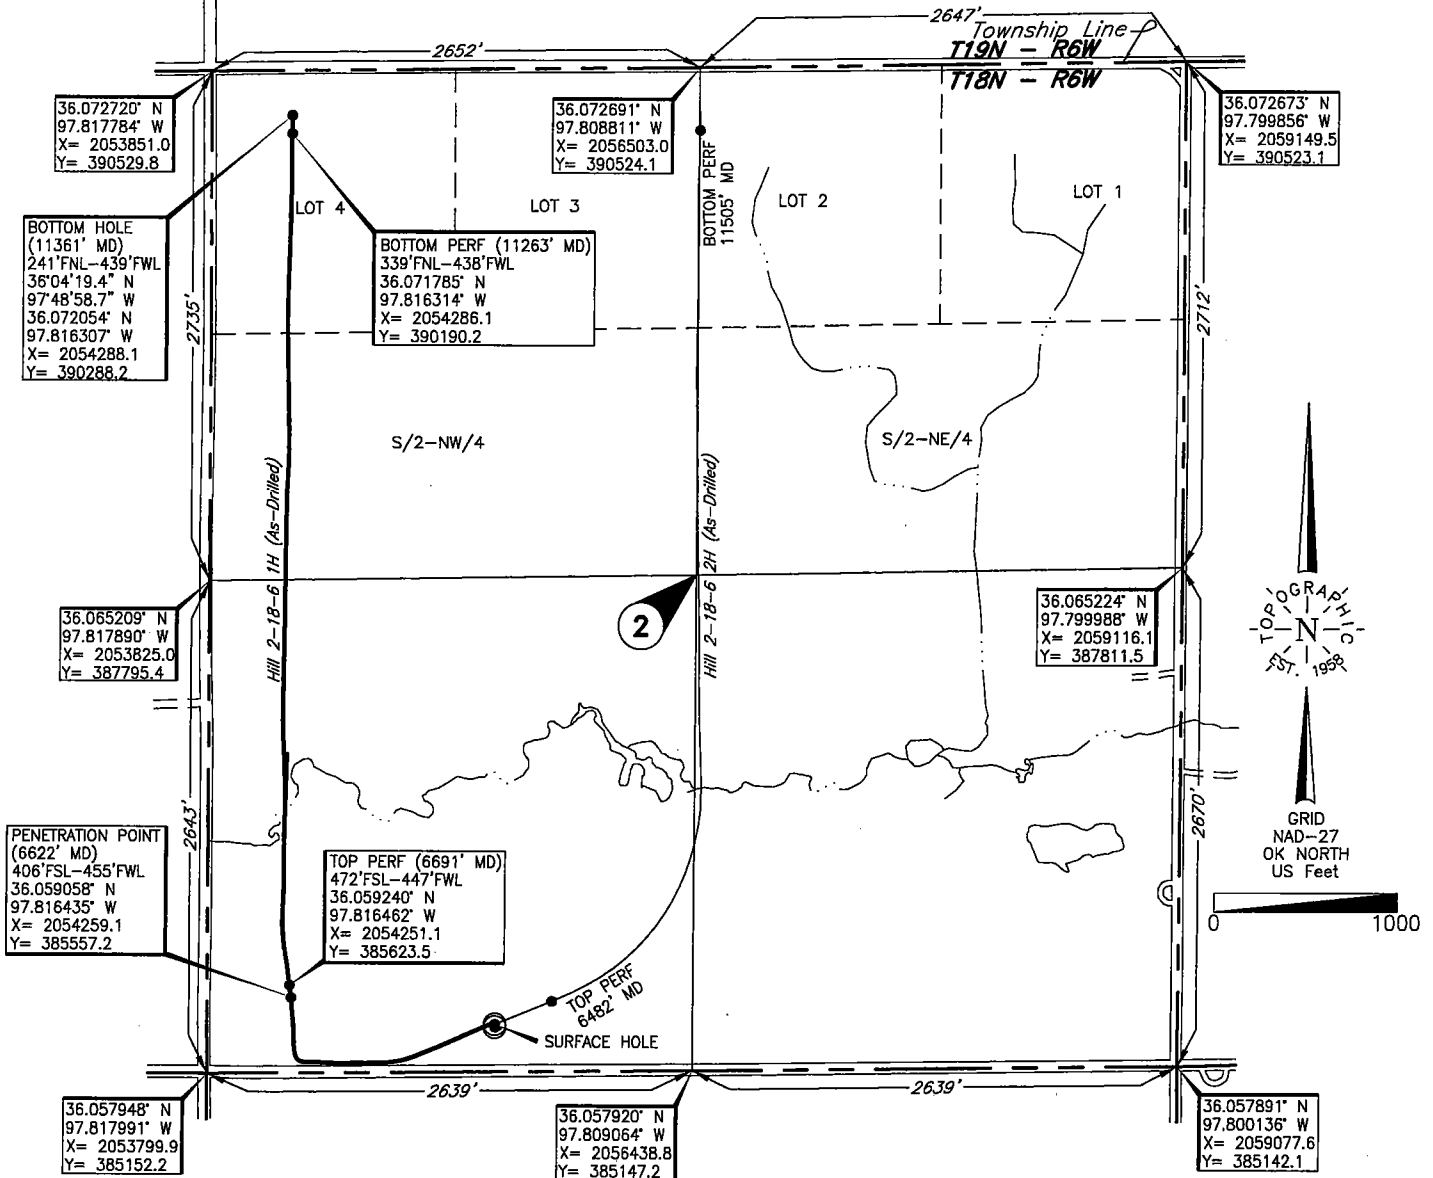 2647'
Township Line
T19N - R6W
T18N - R6W
2652'
36.072720° N
97.817784° W
X= 2053851.0
Y= 390529.8
36.072691° N
97.808811° W
X= 2056503.0
Y= 390524.1
36.072673° N
97.799856° W
X= 2059149.5
Y= 390523.1
BOTTOM PERF
11505' MD
LOT 4
LOT 3
LOT 2
LOT 1
BOTTOM HOLE
(11361' MD)
241'FNL-439'FWL
36°04'19.4" N
97°48'58.7" W
36.072054° N
97.816307° W
X= 2054288.1
Y= 390288.2
BOTTOM PERF (11263' MD)
339'FNL-438'FWL
36.071785° N
97.816314° W
X= 2054286.1
Y= 390190.2
2735'
2712'
S/2-NW/4
S/2-NE/4
Hill 2-18-6 1H (As-Drilled)
Hill 2-18-6 2H (As-Drilled)
2
36.065209° N
97.817890° W
X= 2053825.0
Y= 387795.4
36.065224° N
97.799988° W
X= 2059116.1
Y= 387811.5
TOPOGRAPHIC
N
EST. 1958
GRID
NAD-27
OK NORTH
US Feet
0
1000
2643'
2670'
PENETRATION POINT
(6622' MD)
406'FSL-455'FWL
36.059058° N
97.816435° W
X= 2054259.1
Y= 385557.2
TOP PERF (6691' MD)
472'FSL-447'FWL
36.059240° N
97.816462° W
X= 2054251.1
Y= 385623.5
TOP PERF
6482' MD
SURFACE HOLE
2639'
2639'
36.057948° N
97.817991° W
X= 2053799.9
Y= 385152.2
36.057920° N
97.809064° W
X= 2056438.8
Y= 385147.2
36.057891° N
97.800136° W
X= 2059077.6
Y= 385142.1